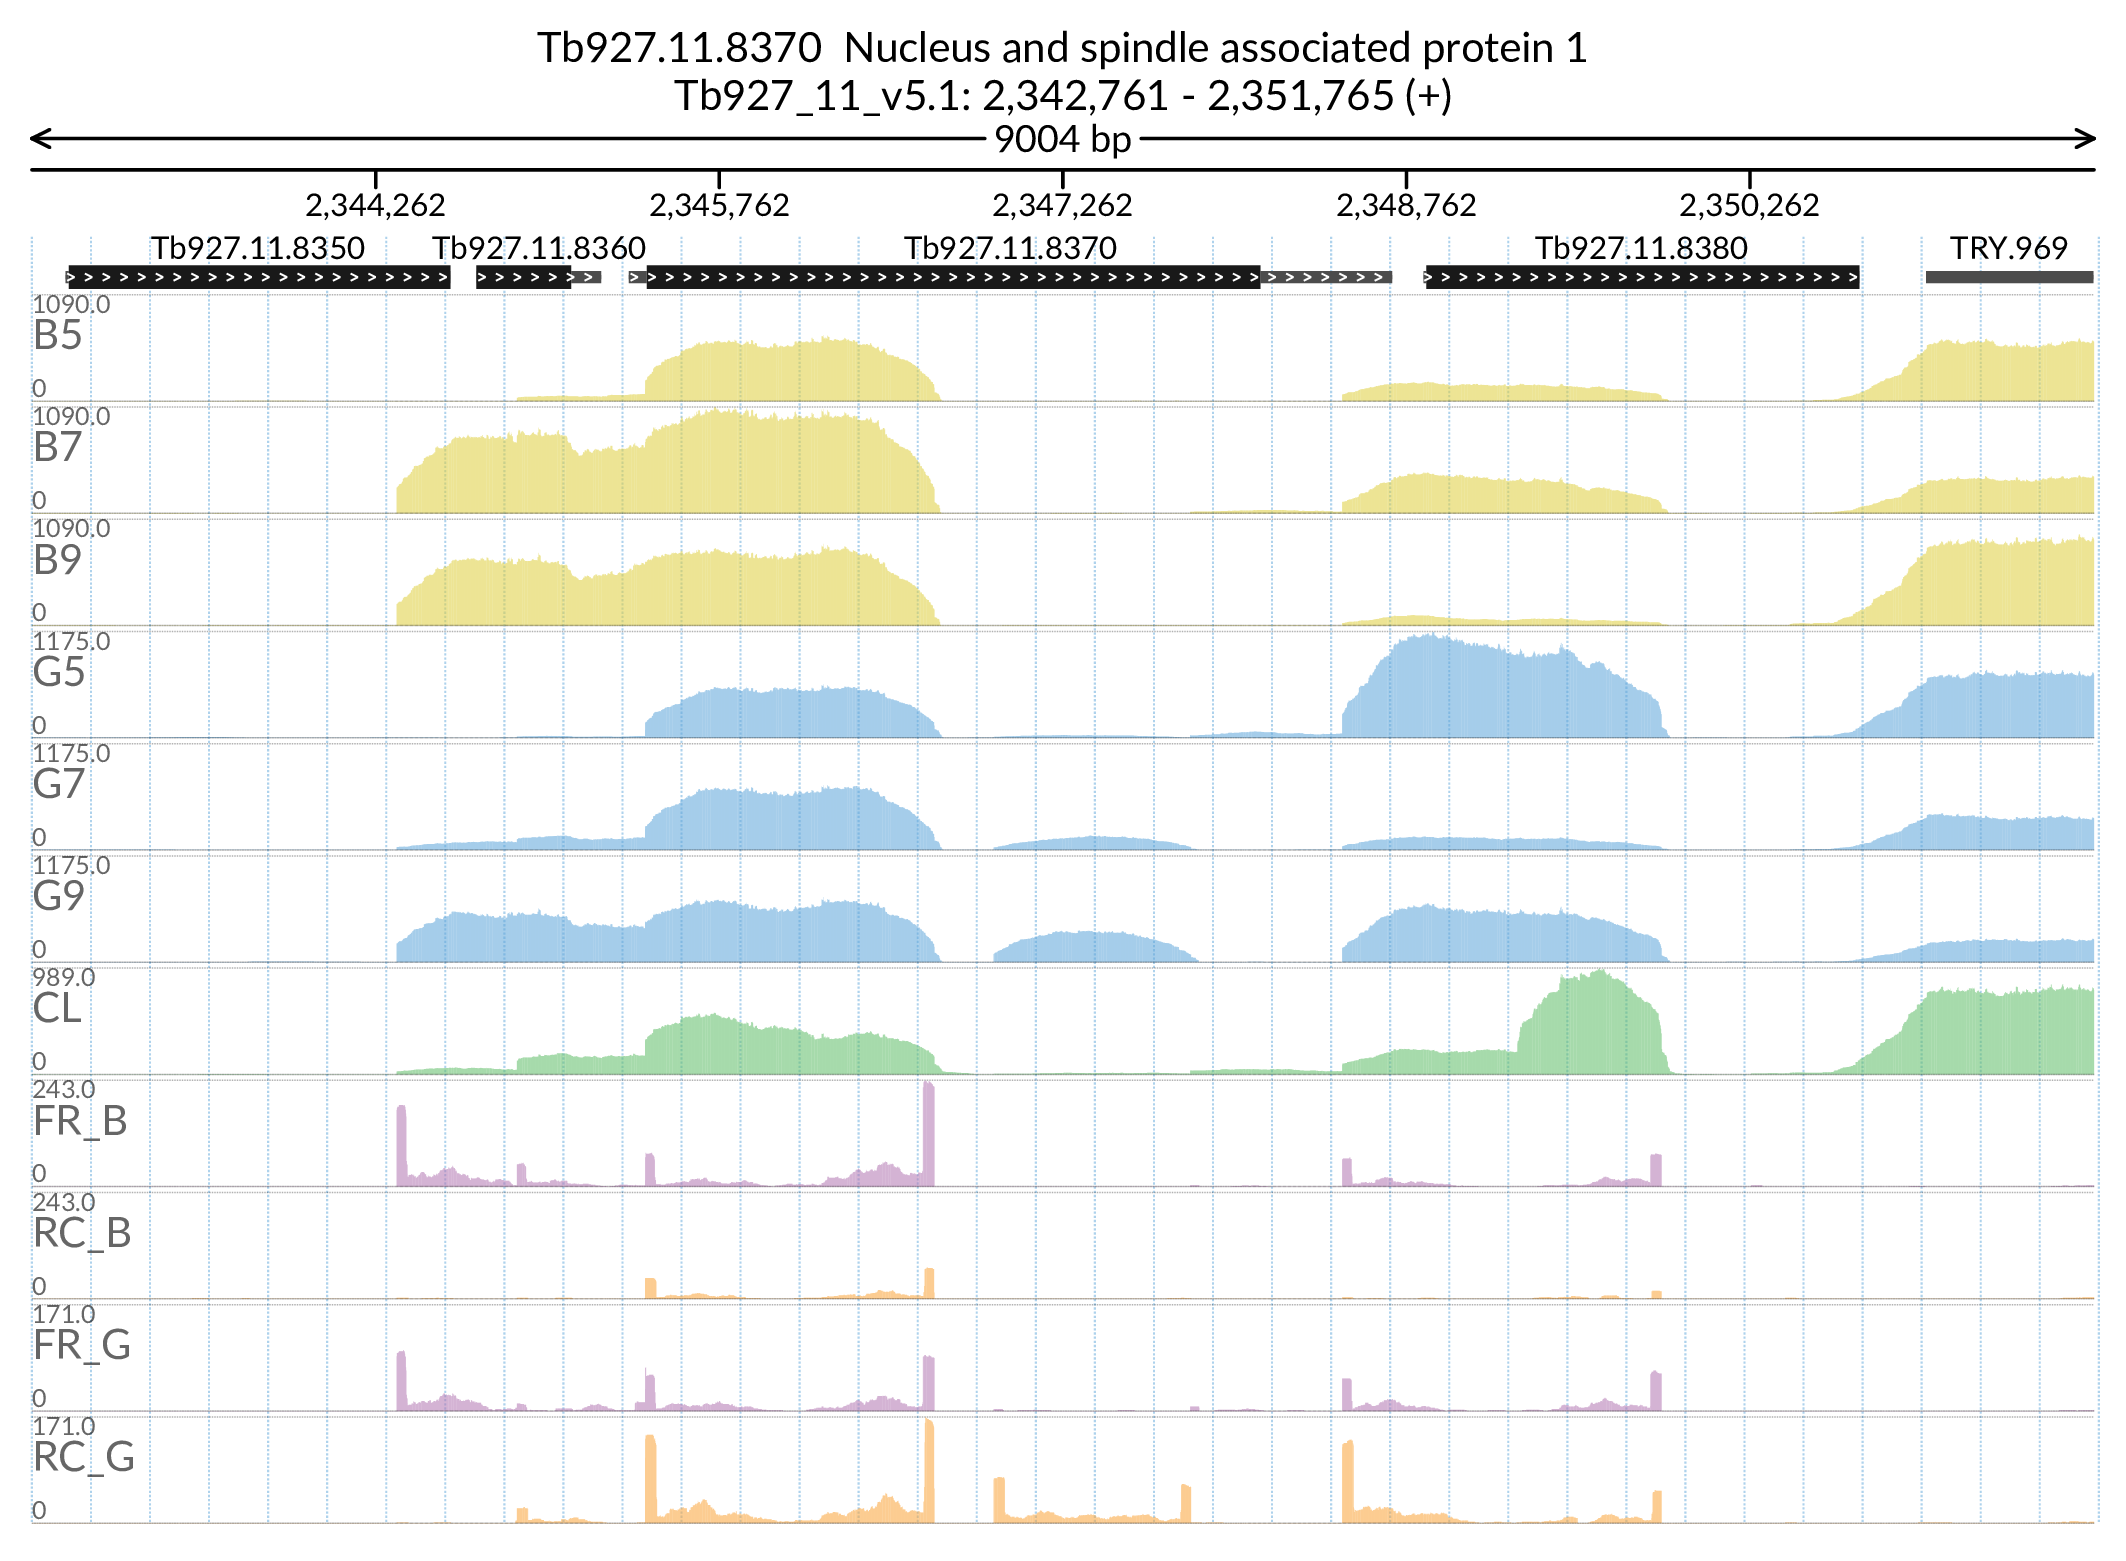 Tb927.11.8370  Nucleus and spindle associated protein 1
Tb927_11_v5.1: 2,342,761 - 2,351,765 (+)
9004 bp
2,344,262 2,345,762 2,347,262 2,348,762 2,350,262
Tb927.11.8350 Tb927.11.8360 Tb927.11.8370 Tb927.11.8380 TRY.969
1090.0
B5
0
1090.0
B7
0
1090.0
B9
0
1175.0
G5
0
1175.0
G7
0
1175.0
G9
0
989.0
CL
0
243.0
FR_B
0
243.0
RC_B
0
171.0
FR_G
0
171.0
RC_G
0